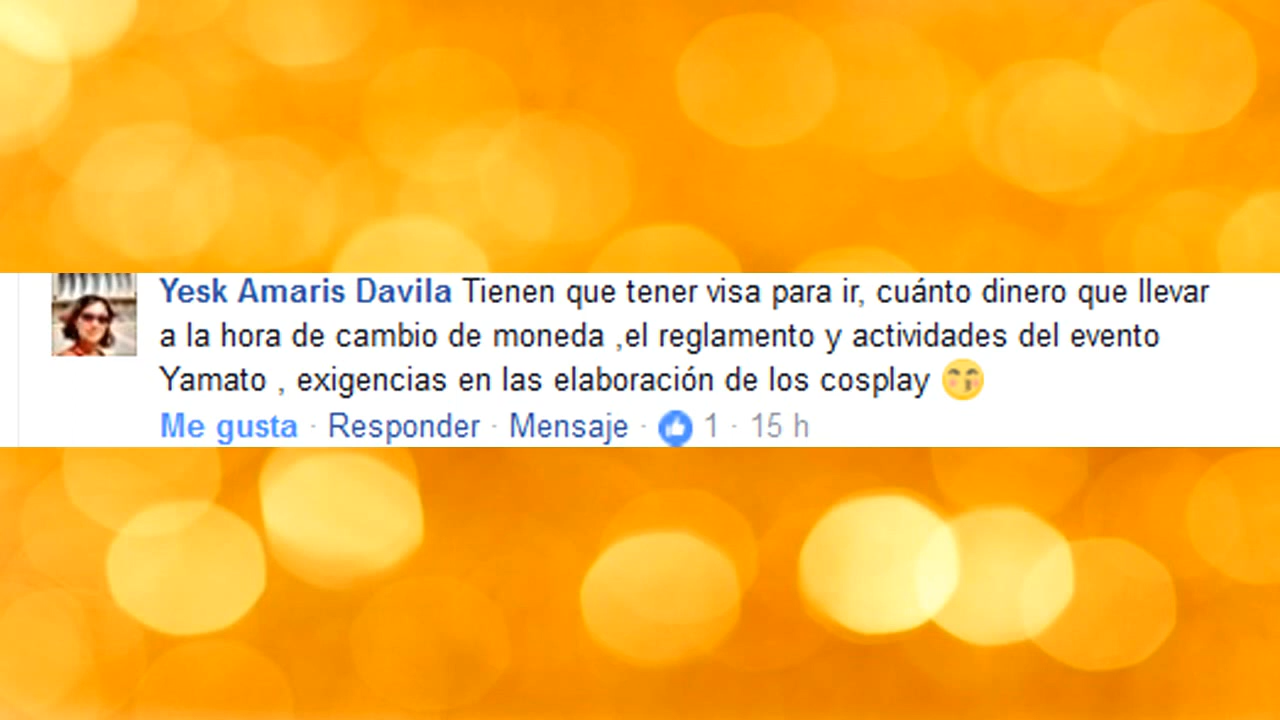 Yesk Amaris Davila Tienen que tener visa para ir, cuánto dinero que llevar
a la hora de cambio de moneda ,el reglamento y actividades del evento
Yamato , exigencias en las elaboración de los cosplay 😙
Me gusta · Responder · Mensaje · 1 · 15 h